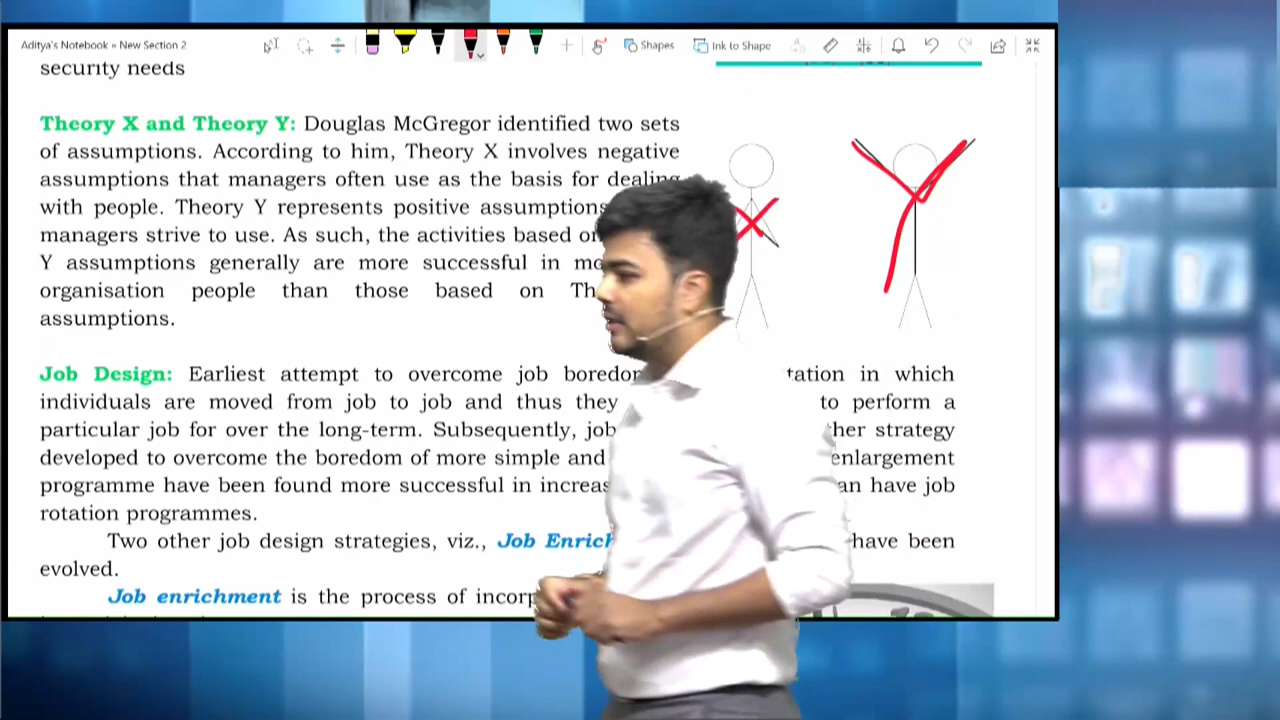 Aditya's Notebook » New Section 2
Shapes
Ink to Shape
security needs
Theory X and Theory Y: Douglas McGregor identified two sets
of assumptions. According to him, Theory X involves negative
assumptions that managers often use as the basis for dealing
with people. Theory Y represents positive assumptions
managers strive to use. As such, the activities based on
Y assumptions generally are more successful in
organisation people than those based on
assumptions.
Job Design: Earliest attempt to overcome job in which
individuals are moved from job to job and thus they to perform a
particular job for over the long-term. Subsequently, job strategy
developed to overcome the boredom of more simple and enlargement
programme have been found more successful in have job
rotation programmes.
Two other job design strategies, viz., Job have been
evolved.
Job enrichment is the process of